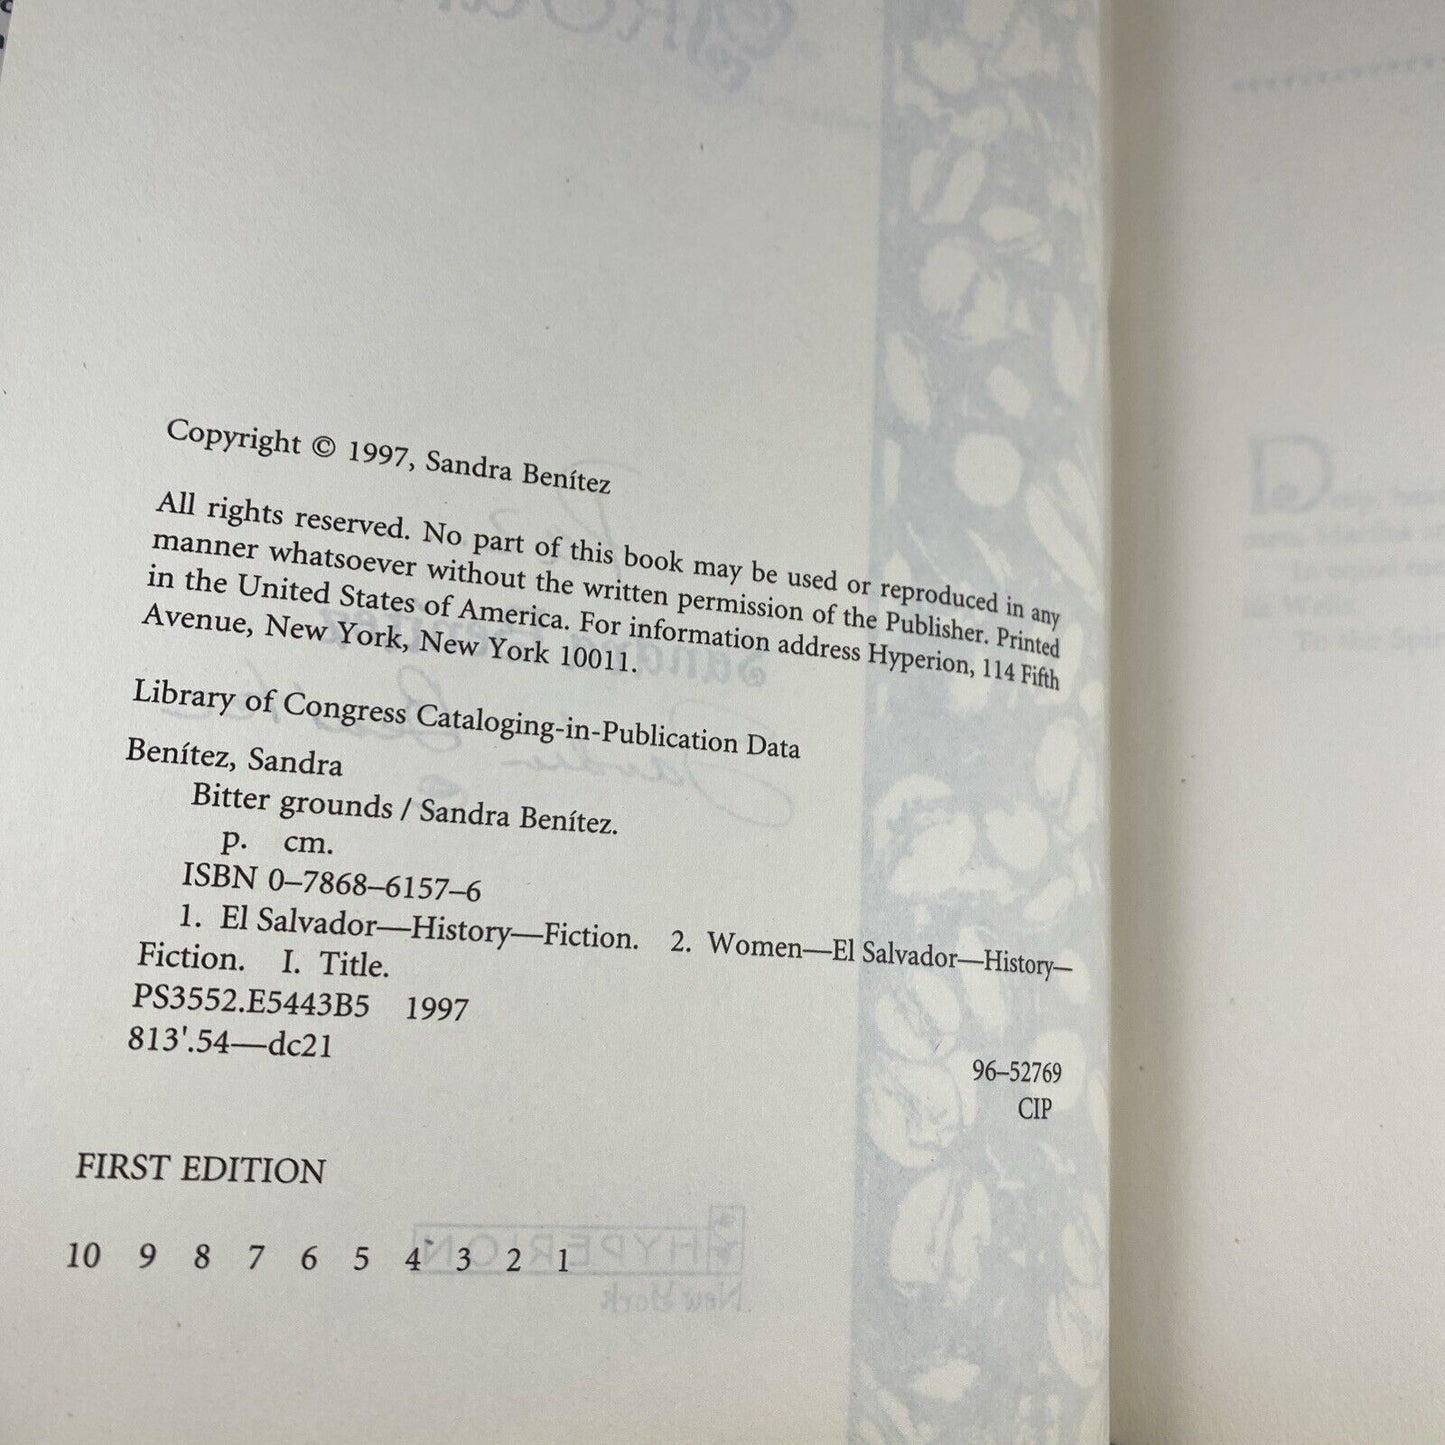 Copyright © 1997, Sandra Benítez
All rights reserved. No part of this book may be used or reproduced in any
manner whatsoever without the written permission of the Publisher. Printed
in the United States of America. For information address Hyperion, 114 Fifth
Avenue, New York, New York 10011.
Library of Congress Cataloging-in-Publication Data
Benítez, Sandra
Bitter grounds / Sandra Benítez.
p. cm.
ISBN 0–7868–6157–6
1. El Salvador—History—Fiction. 2. Women—El Salvador—History—
Fiction. I. Title.
PS3552.E5443B5 1997
813'.54—dc21
96–52769
CIP
FIRST EDITION
10 9 8 7 6 5 4 3 2 1
HYPERION
New York